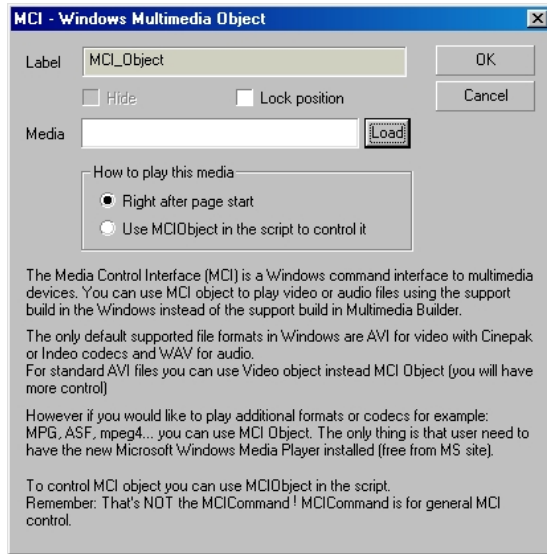 MCI - Windows Multimedia Object
Label MCI_Object OK
Hide Lock position Cancel
Media Load
How to play this media
Right after page start
Use MCIObject in the script to control it
The Media Control Interface (MCI) is a Windows command interface to multimedia
devices. You can use MCI object to play video or audio files using the support
build in the Windows instead of the support build in Multimedia Builder.
The only default supported file formats in Windows are AVI for video with Cinepak
or Indeo codecs and WAV for audio.
For standard AVI files you can use Video object instead MCI Object (you will have
more control)
However if you would like to play additional formats or codecs for example:
MPG, ASF, mpeg4... you can use MCI Object. The only thing is that user need to
have the new Microsoft Windows Media Player installed (free from MS site).
To control MCI object you can use MCIObject in the script.
Remember: That's NOT the MCICommand ! MCICommand is for general MCI
control.